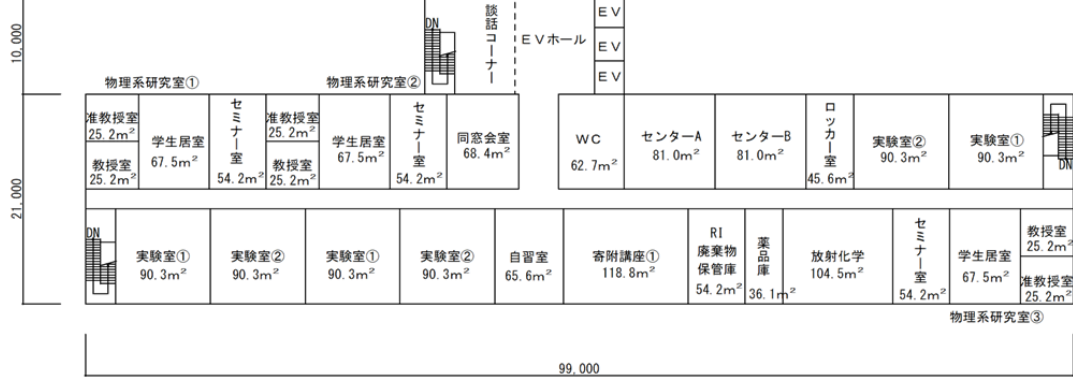 10,000
DN
談話コーナー
ＥＶホール
ＥＶ
ＥＶ
ＥＶ
物理系研究室①
物理系研究室②
准教授室
25.2m²
教授室
25.2m²
学生居室
67.5m²
セミナー室
54.2m²
准教授室
25.2m²
教授室
25.2m²
学生居室
67.5m²
セミナー室
54.2m²
同窓会室
68.4m²
ＷＣ
62.7m²
センターA
81.0m²
センターB
81.0m²
ロッカー室
45.6m²
実験室②
90.3m²
実験室①
90.3m²
DN
21,000
DN
実験室①
90.3m²
実験室②
90.3m²
実験室①
90.3m²
実験室②
90.3m²
自習室
65.6m²
寄附講座①
118.8m²
RI
廃棄物
保管庫
54.2m²
薬品庫
36.1m²
放射化学
104.5m²
セミナー室
54.2m²
学生居室
67.5m²
教授室
25.2m²
准教授室
25.2m²
物理系研究室③
99,000